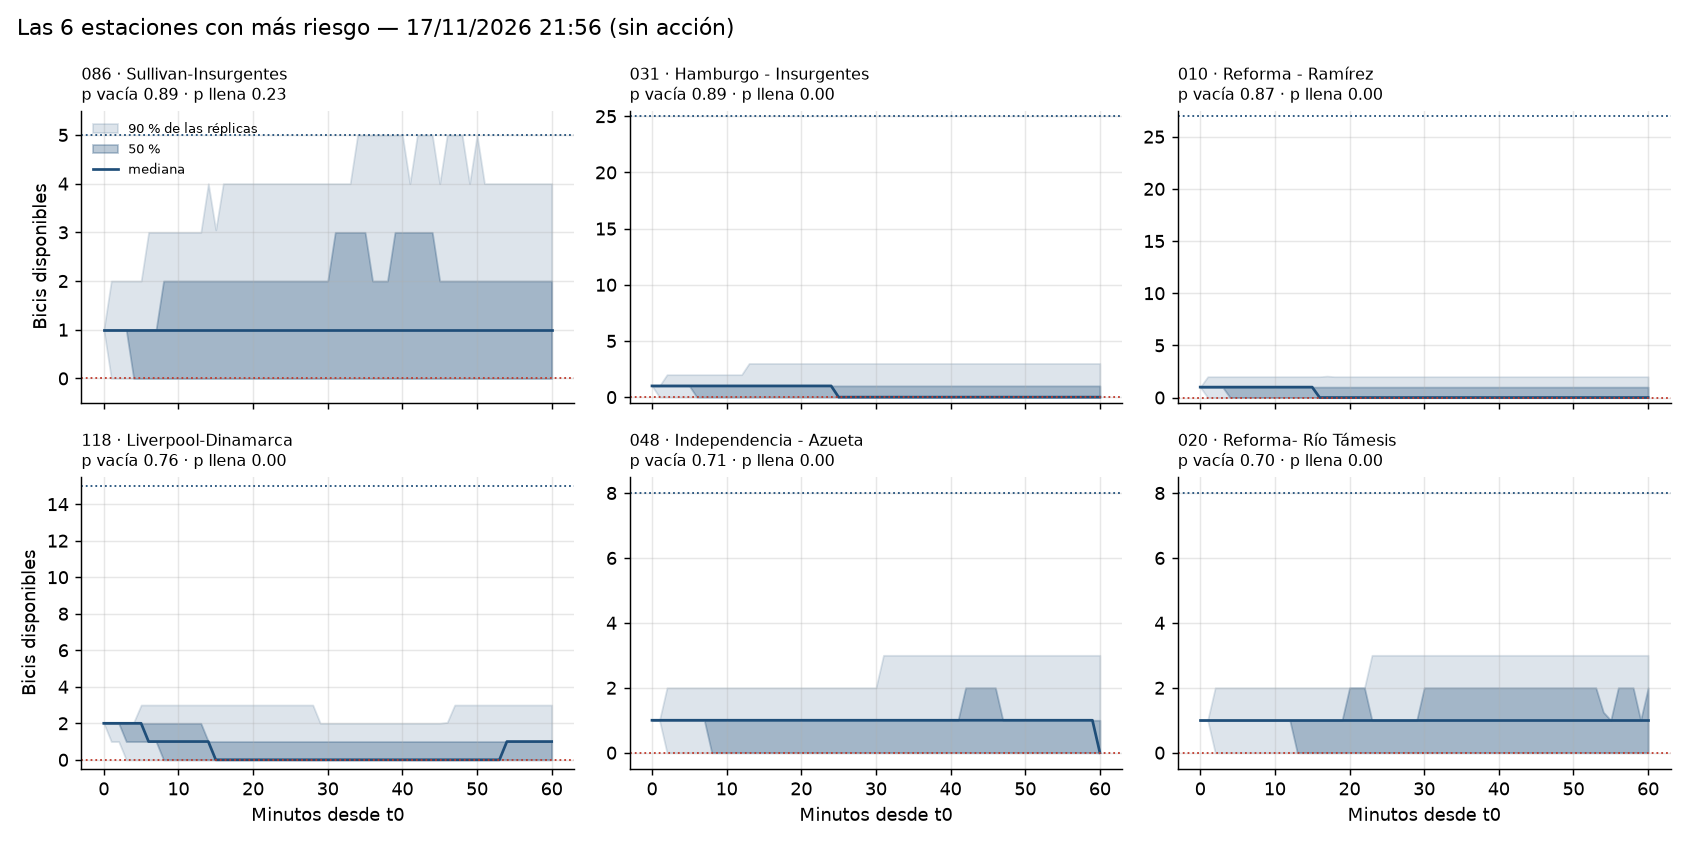 Las 6 estaciones con más riesgo — 17/11/2026 21:56 (sin acción)
086 · Sullivan-Insurgentes
p vacía 0.89 · p llena 0.23
90 % de las réplicas
50 %
mediana
Bicis disponibles
5
4
3
2
1
0
031 · Hamburgo - Insurgentes
p vacía 0.89 · p llena 0.00
25
20
15
10
5
0
010 · Reforma - Ramírez
p vacía 0.87 · p llena 0.00
25
20
15
10
5
0
118 · Liverpool-Dinamarca
p vacía 0.76 · p llena 0.00
Bicis disponibles
14
12
10
8
6
4
2
0
0 10 20 30 40 50 60
Minutos desde t0
048 · Independencia - Azueta
p vacía 0.71 · p llena 0.00
8
6
4
2
0
0 10 20 30 40 50 60
Minutos desde t0
020 · Reforma- Río Támesis
p vacía 0.70 · p llena 0.00
8
6
4
2
0
0 10 20 30 40 50 60
Minutos desde t0